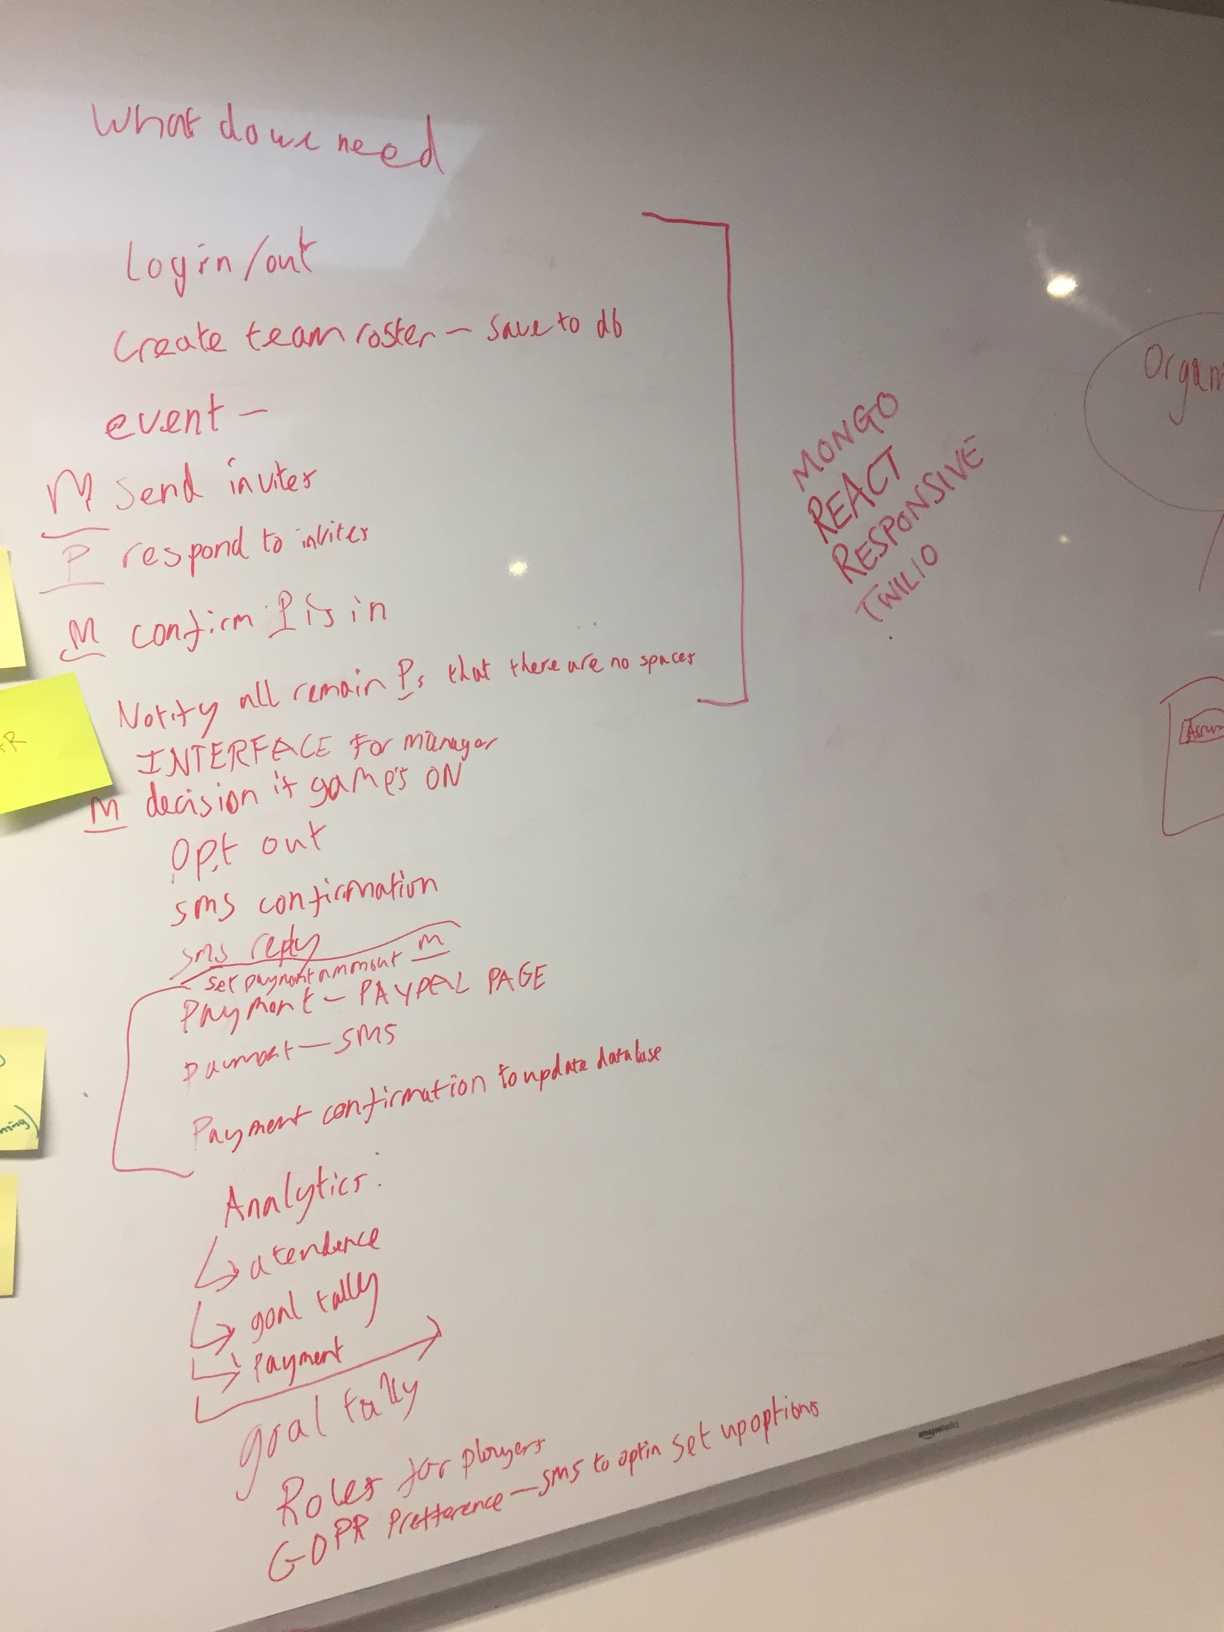 What do we need
Login/out
Create team roster – save to db
event –
M send invites
P respond to invites
M confirm P is in
Notify all remain Ps that there are no spaces
INTERFACE for manager
M decision if game's ON
Opt out
SMS confirmation
SMS reply
set payment ammount M
Payment – PAYPAL PAGE
Payment – SMS
Payment confirmation to update database
Analytics:
atendence
goal tally
Payment
goal tally
Roles for players
GDPR Prefference – SMS to optin set up options
MONGO
REACT
RESPONSIVE
TWILIO
Organ
ming)
amazonbasics